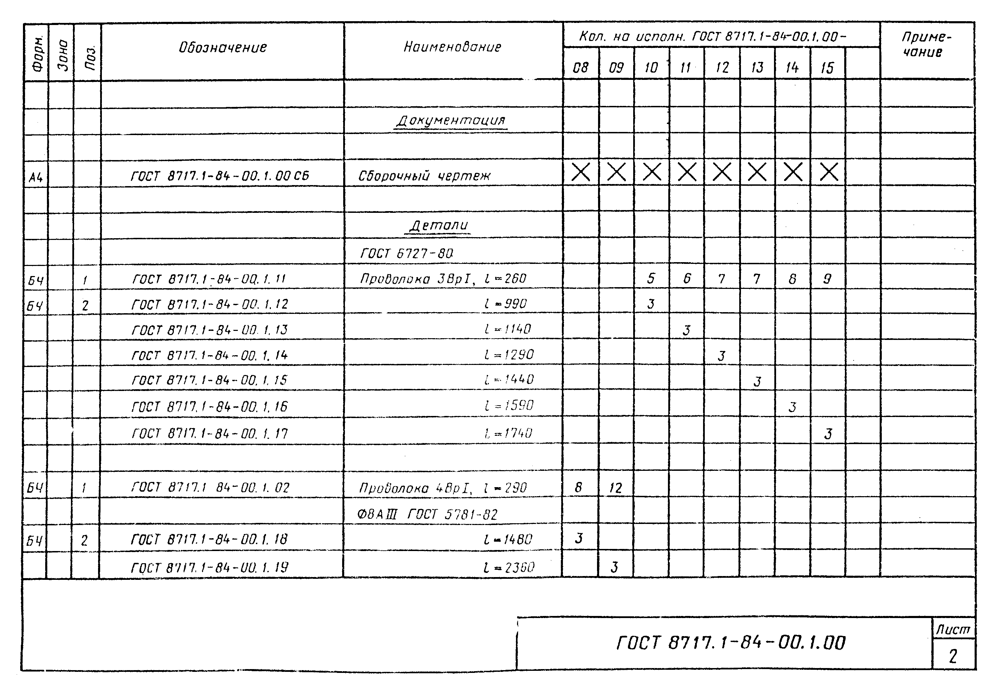 Форм. Зона Поз. Обозначение Наименование Кол. на исполн. ГОСТ 8717.1-84-00.1.00- Приме-
чание
08 09 10 11 12 13 14 15
Документация
А4 ГОСТ 8717.1-84-00.1.00 СБ Сборочный чертеж X X X X X X X X
Детали
ГОСТ 6727-80
БЧ 1 ГОСТ 8717.1-84-00.1.11 Проволока 3ВрI, l=260 5 6 7 7 8 9
БЧ 2 ГОСТ 8717.1-84-00.1.12 l=990 3
ГОСТ 8717.1-84-00.1.13 l=1140 3
ГОСТ 8717.1-84-00.1.14 l=1290 3
ГОСТ 8717.1-84-00.1.15 l=1440 3
ГОСТ 8717.1-84-00.1.16 l=1590 3
ГОСТ 8717.1-84-00.1.17 l=1740 3
БЧ 1 ГОСТ 8717.1 84-00.1.02 Проволока 4ВрI, l=290 8 12
Ф8АIII ГОСТ 5781-82
БЧ 2 ГОСТ 8717.1-84-00.1.18 l=1480 3
ГОСТ 8717.1-84-00.1.19 l=2360 3
ГОСТ 8717.1-84-00.1.00
Лист
2